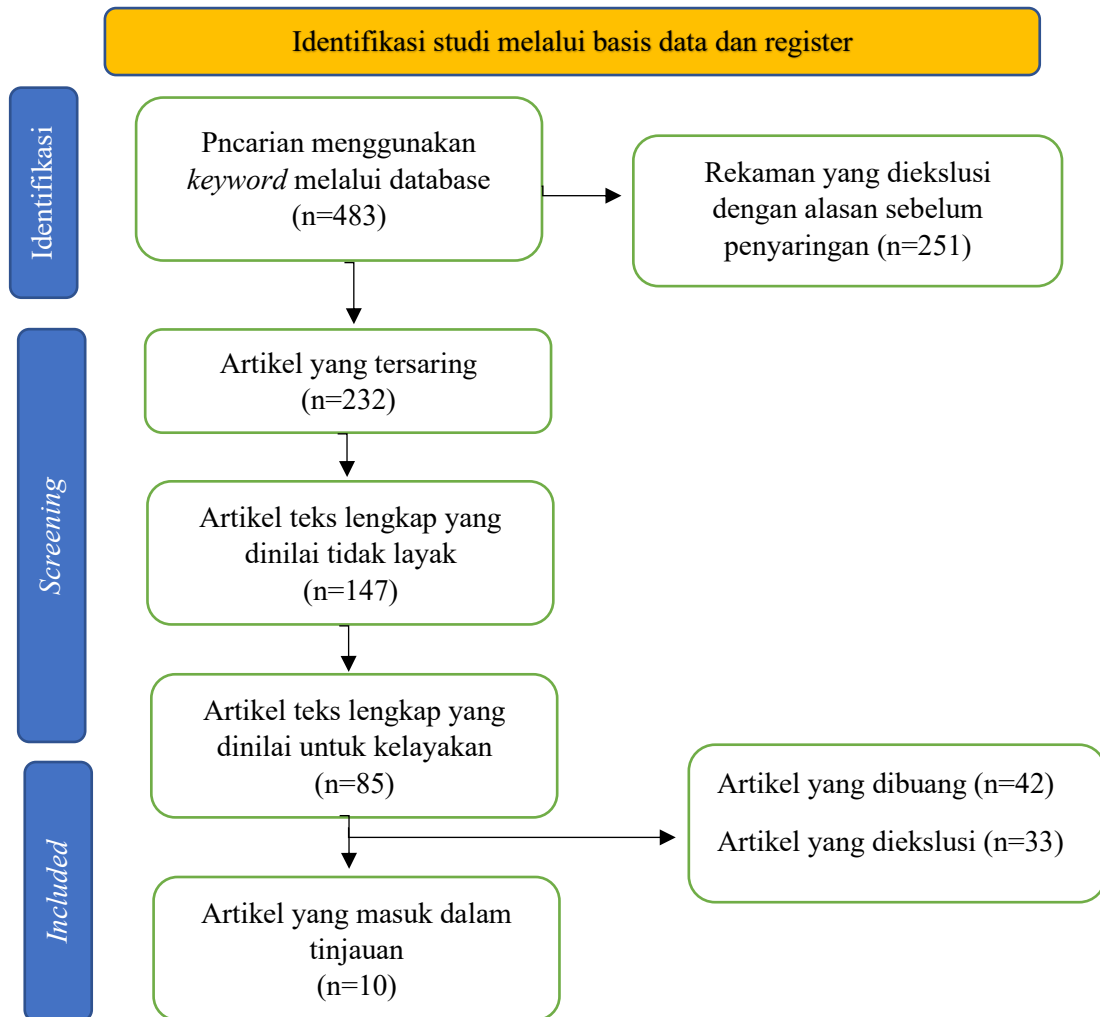 Identifikasi studi melalui basis data dan register
Identifikasi
Pncarian menggunakan
keyword melalui database
(n=483)
Rekaman yang diekslusi
dengan alasan sebelum
penyaringan (n=251)
Screening
Artikel yang tersaring
(n=232)
Artikel teks lengkap yang
dinilai tidak layak
(n=147)
Artikel teks lengkap yang
dinilai untuk kelayakan
(n=85)
Included
Artikel yang dibuang (n=42)
Artikel yang diekslusi (n=33)
Artikel yang masuk dalam
tinjauan
(n=10)